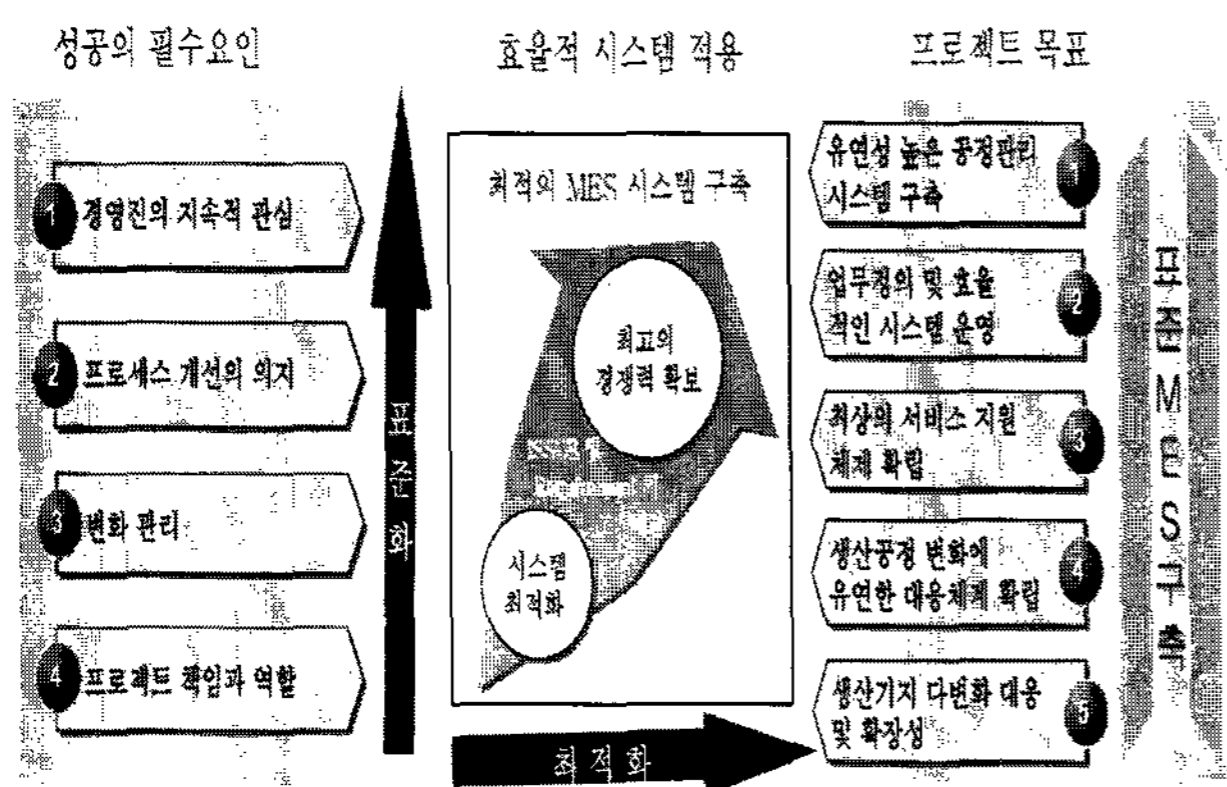 성공의 필수요인
1
경영진의 지속적 관심
2
프로세스 개선의 의지
3
변화 관리
4
프로젝트 책임과 역할
표준화
효율적 시스템 적용
최적의 MES 시스템 구축
최고의
경쟁력 확보
시스템
최적화
최적화
프로젝트 목표
유연성 높은 공정관리
시스템 구축
1
업무정의 및 효율
적인 시스템 운영
2
최상의 서비스 지원
체제 확립
3
생산공정 변화에
유연한 대응체제 확립
4
생산기지 다변화 대응
및 확장성
5
표준MES구축